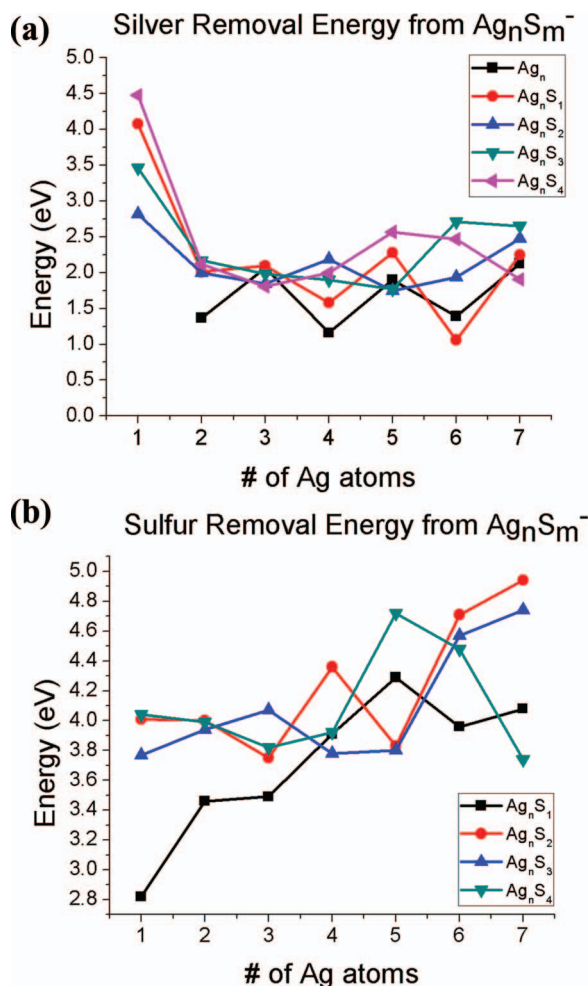 (a)
Silver Removal Energy from AgnSm-
Agn
AgnS1
AgnS2
AgnS3
AgnS4
5.0
4.5
4.0
3.5
3.0
2.5
2.0
1.5
1.0
0.5
0.0
Energy (eV)
1 2 3 4 5 6 7
# of Ag atoms
(b)
Sulfur Removal Energy from AgnSm-
5.0
4.8
4.6
4.4
4.2
4.0
3.8
3.6
3.4
3.2
3.0
2.8
Energy (eV)
AgnS1
AgnS2
AgnS3
AgnS4
1 2 3 4 5 6 7
# of Ag atoms